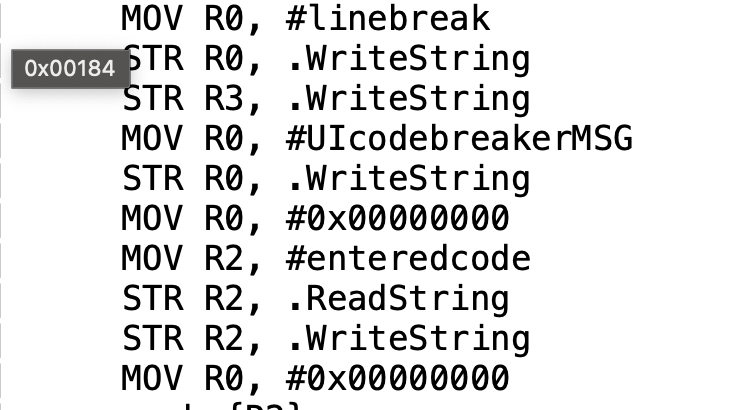 MOV R0, #linebreak
STR R0, .WriteString
0x00184
STR R3, .WriteString
MOV R0, #UIcodebreakerMSG
STR R0, .WriteString
MOV R0, #0x00000000
MOV R2, #enteredcode
STR R2, .ReadString
STR R2, .WriteString
MOV R0, #0x00000000